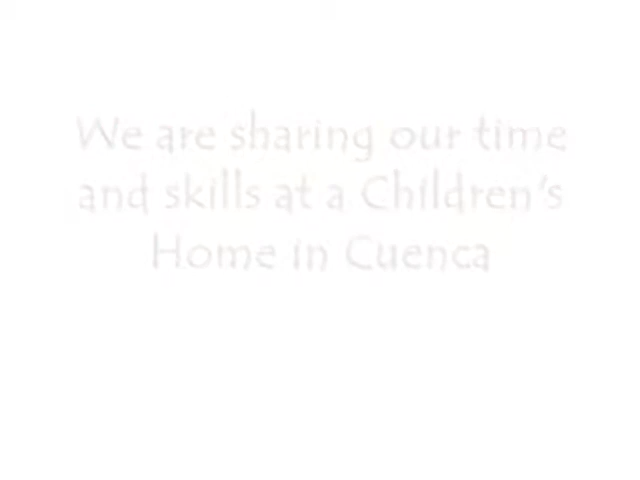 We are sharing our time
and skills at a Children's
Home in Cuenca